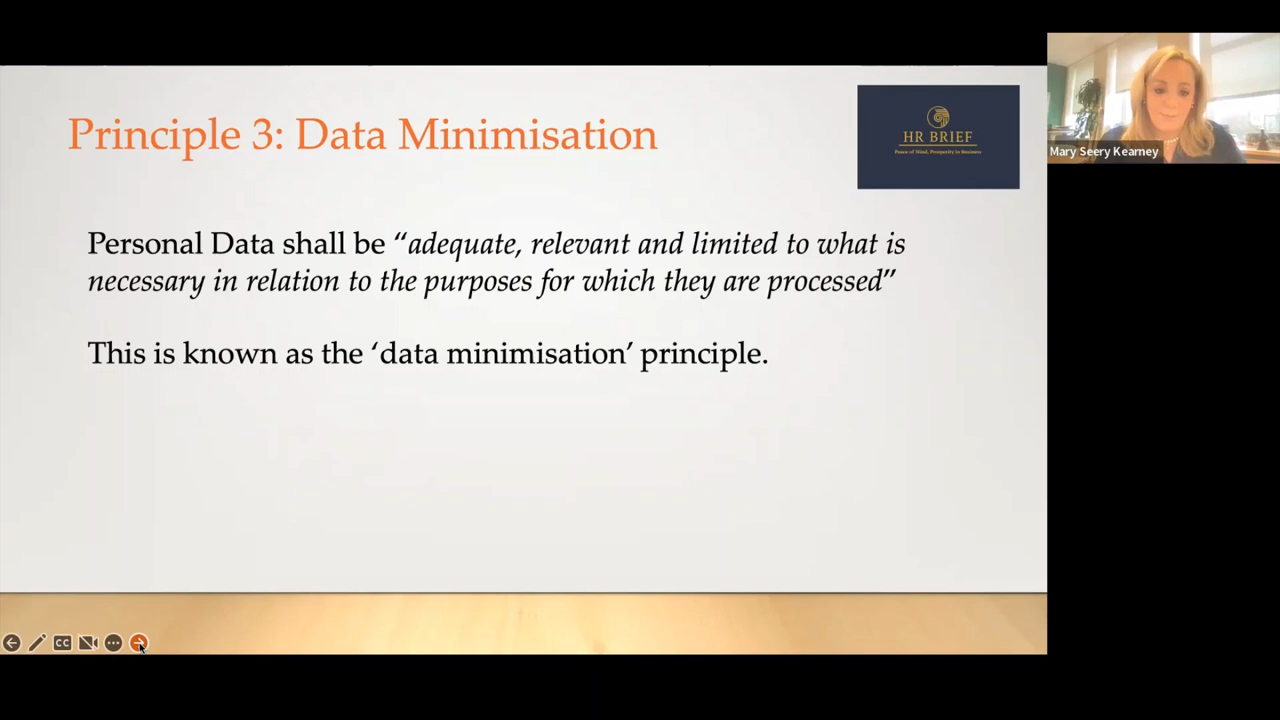 Principle 3: Data Minimisation
HR BRIEF
Peace of Mind, Prosperity in Business
Mary Seery Kearney
Personal Data shall be “adequate, relevant and limited to what is
necessary in relation to the purposes for which they are processed”
This is known as the ‘data minimisation’ principle.
CC